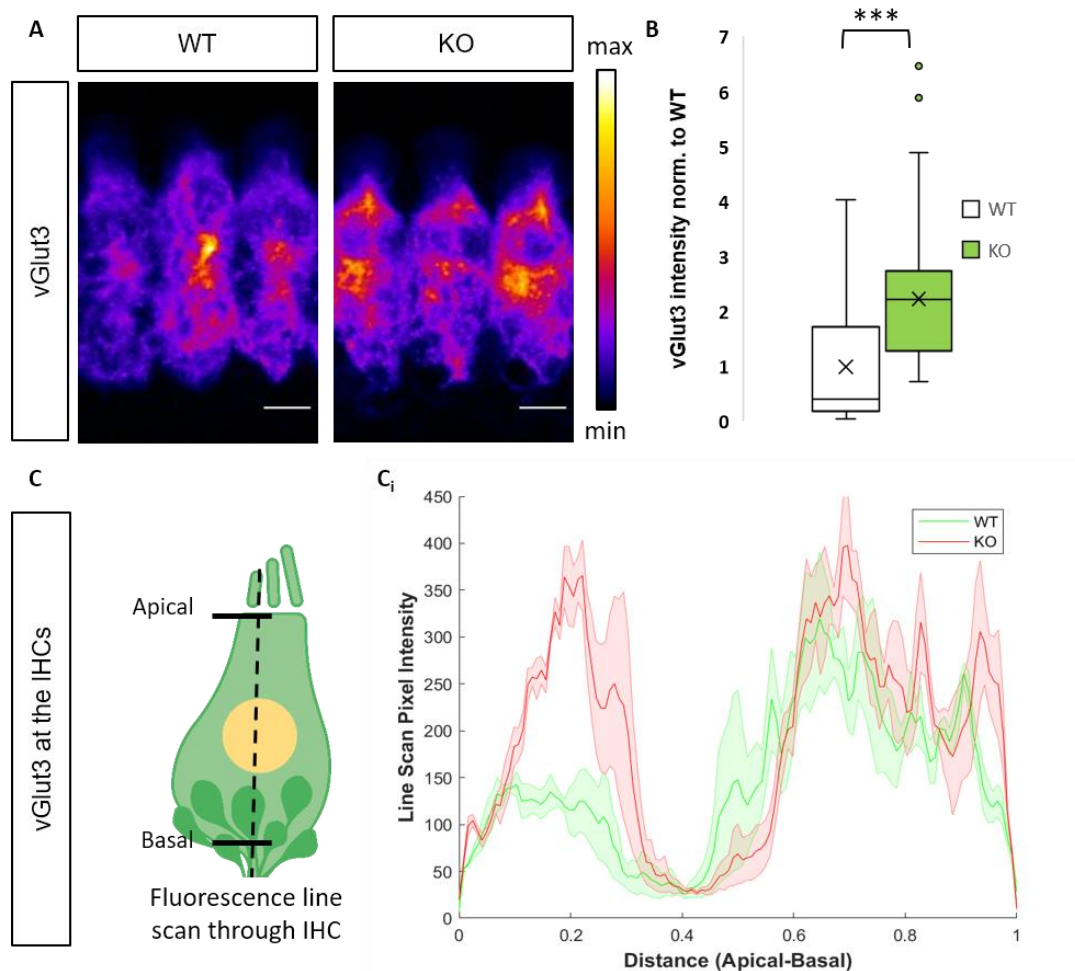 A
WT
KO
max
min
vGlut3
B
***
vGlut3 intensity norm. to WT
7
6
5
4
3
2
1
0
WT
KO
C
vGlut3 at the IHCs
Apical
Basal
Fluorescence line
scan through IHC
Ci
450
400
350
300
250
200
150
100
50
0
Line Scan Pixel Intensity
WT
KO
0
0.2
0.4
0.6
0.8
1
Distance (Apical-Basal)